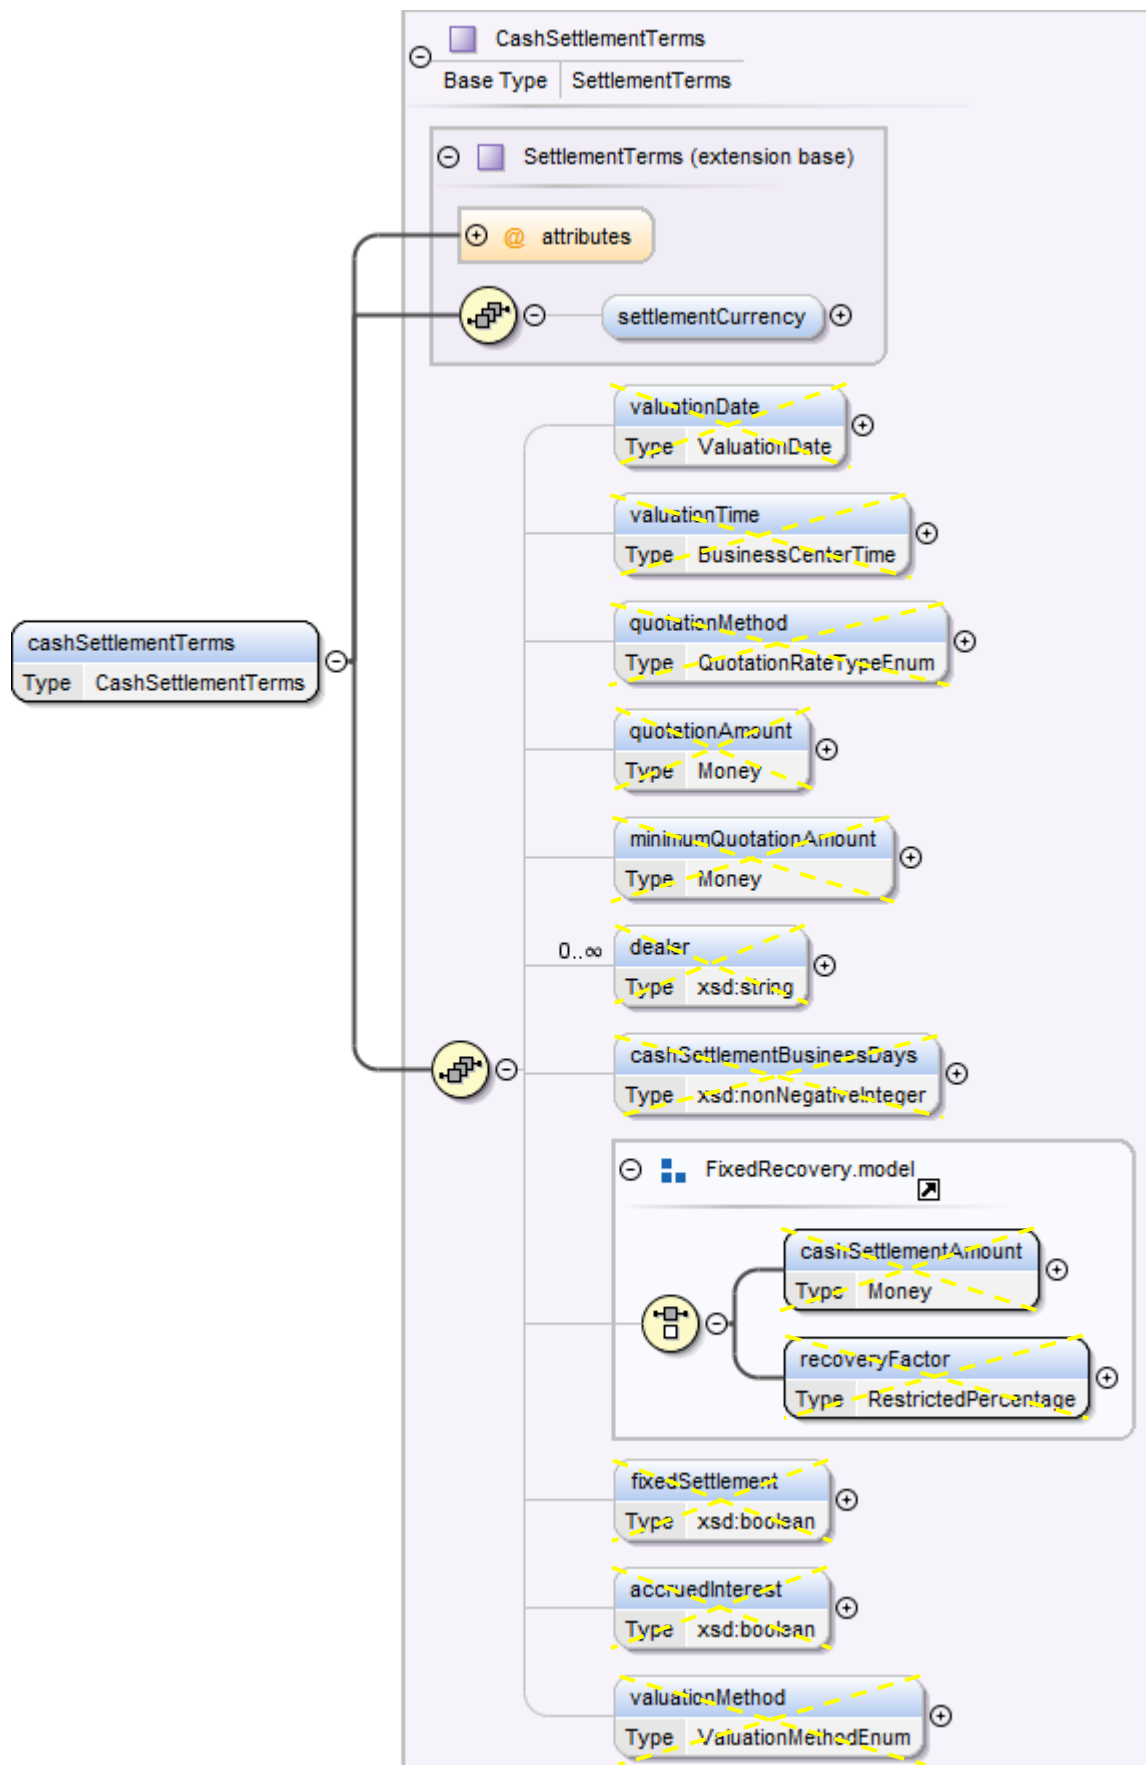 CashSettlementTerms
Base Type SettlementTerms
SettlementTerms (extension base)
@ attributes
settlementCurrency
valuationDate
Type ValuationDate
valuationTime
Type BusinessCenterTime
quotationMethod
Type QuotationRateTypeEnum
cashSettlementTerms
Type CashSettlementTerms
quotationAmount
Type Money
minimumQuotationAmount
Type Money
0..∞
dealer
Type xsd:string
cashSettlementBusinessDays
Type xsd:nonNegativeInteger
FixedRecovery.model
cashSettlementAmount
Type Money
recoveryFactor
Type RestrictedPercentage
fixedSettlement
Type xsd:boolean
accruedInterest
Type xsd:boolean
valuationMethod
Type ValuationMethodEnum